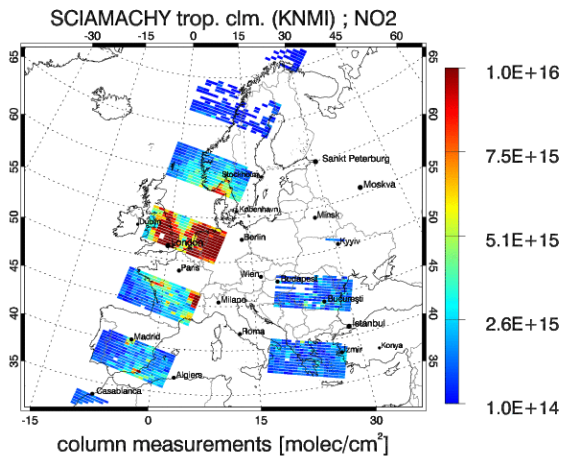 SCIAMACHY trop. clm. (KNMI) ; NO2
-30 -15 0 7 15 30 45 60
65 65
60 60
55 55
50 50
45 45
40 40
35 35
Sankt Peterburg
Stockholm
Moskva
København
Dublin
Minsk
London
Berlin
Kyyiv
Paris
Wien
Budapest
Milano
București
Roma
Istanbul
Madrid
Konya
Izmir
Algiers
Casablanca
-15 0 15 30
column measurements [molec/cm²]
1.0E+16
7.5E+15
5.1E+15
2.6E+15
1.0E+14